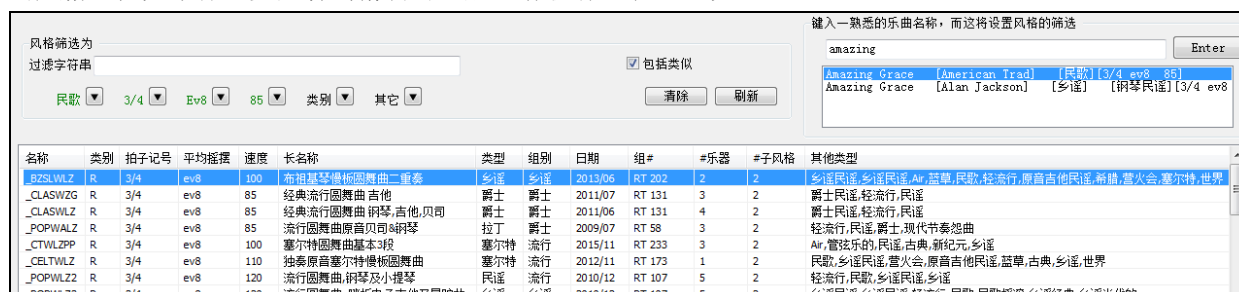 键入一熟悉的乐曲名称，而这将设置风格的筛选
风格筛选为
amazing Enter
过滤字符串 包括类似
Amazing Grace [American Trad] [民歌][3/4 ev8 85]
Amazing Grace [Alan Jackson] [乡谣] [钢琴民谣][3/4 ev8
民歌 3/4 Ev8 85 类别 其它 清除 刷新
名称 类别 拍子记号 平均摇摆 速度 长名称 类型 组别 日期 组# #乐器 #子风格 其他类型
_BZSLWLZ R 3/4 ev8 100 布祖基琴慢板圆舞曲二重奏 乡谣 乡谣 2013/06 RT 202 2 2 乡谣民谣,乡谣民谣,Air,蓝草,民歌,轻流行,原音吉他民谣,希腊,营火会,塞尔特,世界
_CLASWZG R 3/4 ev8 85 经典流行圆舞曲 吉他 爵士 爵士 2011/07 RT 131 3 2 爵士民谣,轻流行,民谣
_CLASWLZ R 3/4 ev8 85 经典流行圆舞曲 钢琴,吉他,贝司 爵士 爵士 2011/06 RT 131 4 2 爵士民谣,轻流行,民谣
_POPWALZ R 3/4 ev8 85 流行圆舞曲原音贝司&钢琴 拉丁 爵士 2009/07 RT 58 3 2 轻流行,民谣,爵士,现代节奏怨曲
_CTWLZPP R 3/4 ev8 100 塞尔特圆舞曲基本3段 塞尔特 流行 2015/11 RT 233 3 2 Air,管弦乐的,民谣,古典,新纪元,乡谣
_CELTWLZ R 3/4 ev8 110 独奏原音塞尔特慢板圆舞曲 塞尔特 流行 2012/11 RT 173 1 2 民歌,乡谣民谣,营火会,原音吉他民谣,蓝草,古典,乡谣,世界
_POPWLZ2 R 3/4 ev8 120 流行圆舞曲,钢琴及小提琴 民谣 流行 2010/12 RT 107 5 2 轻流行,民歌,乡谣民谣,乡谣